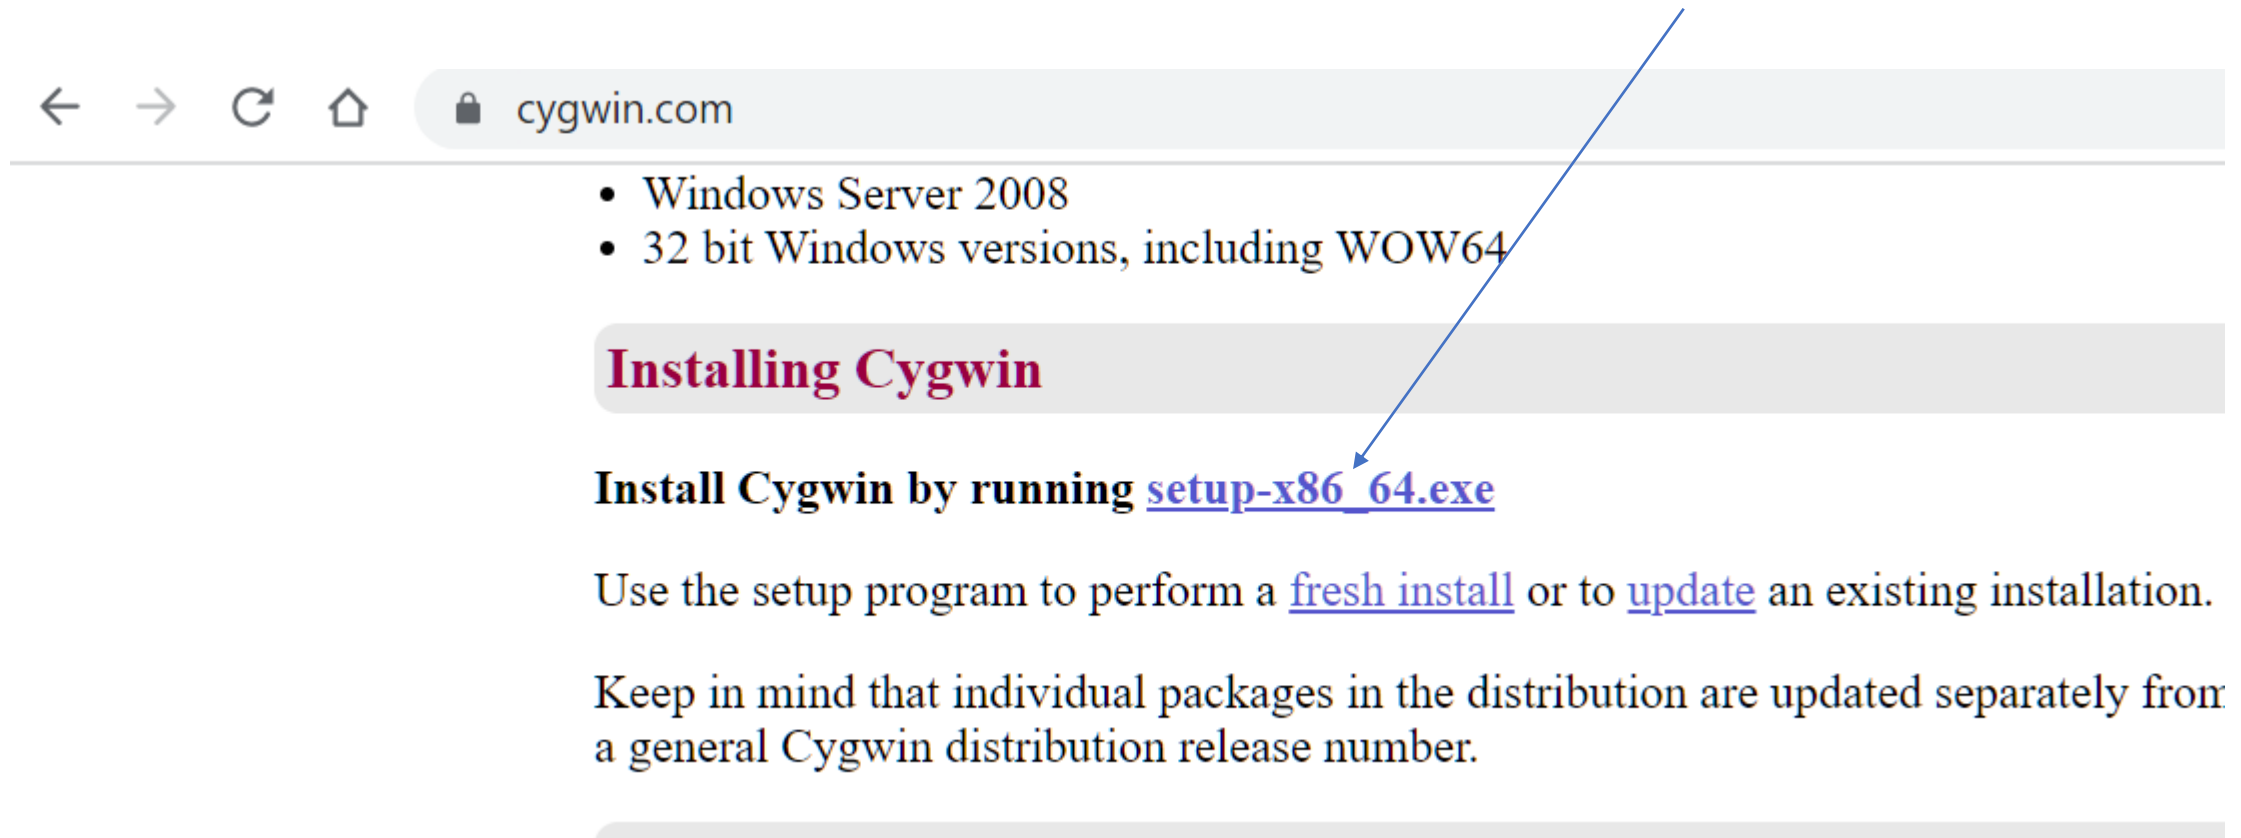 cygwin.com
• Windows Server 2008
• 32 bit Windows versions, including WOW64
Installing Cygwin
Install Cygwin by running setup-x86_64.exe
Use the setup program to perform a fresh install or to update an existing installation.
Keep in mind that individual packages in the distribution are updated separately from
a general Cygwin distribution release number.